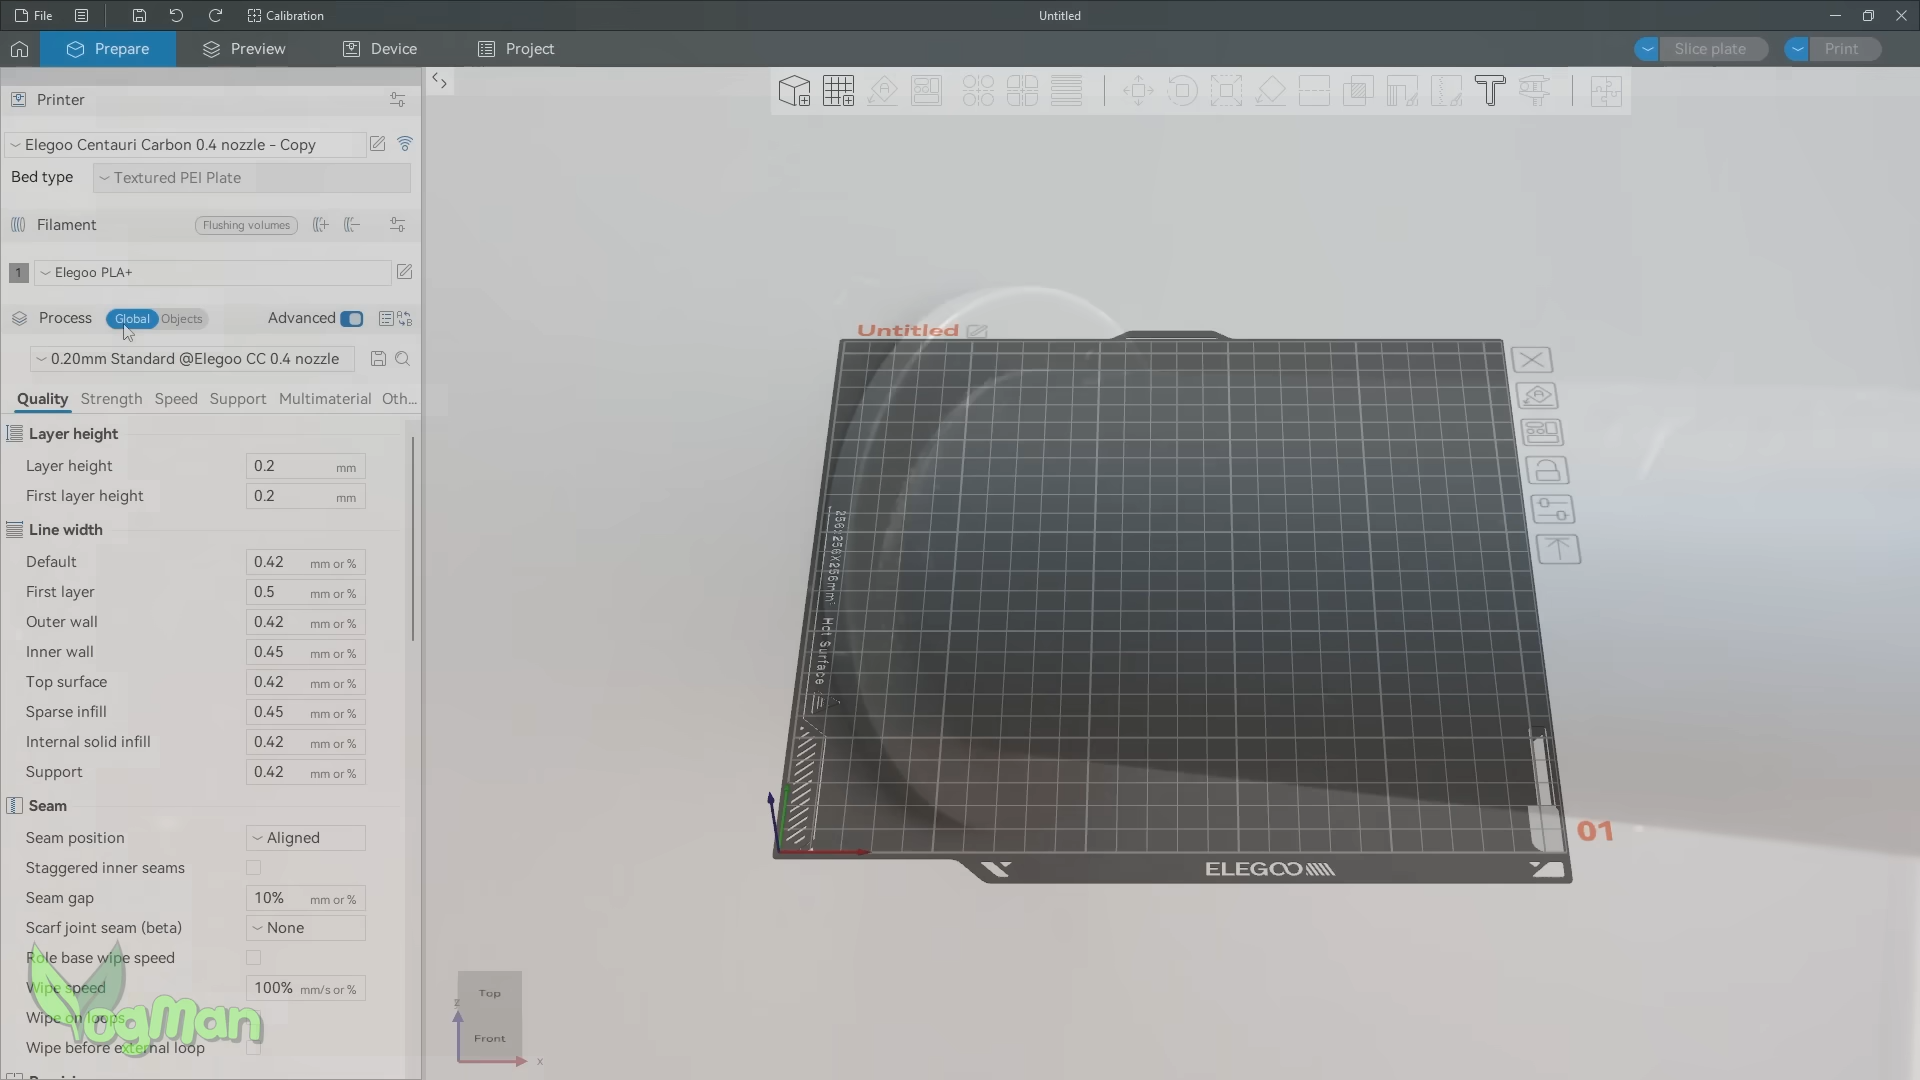 File
Calibration
Untitled
Prepare
Preview
Device
Project
Slice plate
Print
Printer
Elegoo Centauri Carbon 0.4 nozzle - Copy
Bed type
Textured PEI Plate
Filament
Flushing volumes
1
Elegoo PLA+
Process
Global
Objects
Advanced
0.20mm Standard @Elegoo CC 0.4 nozzle
Quality
Strength
Speed
Support
Multimaterial
Oth...
Layer height
Layer height 0.2 mm
First layer height 0.2 mm
Line width
Default 0.42 mm or %
First layer 0.5 mm or %
Outer wall 0.42 mm or %
Inner wall 0.45 mm or %
Top surface 0.42 mm or %
Sparse infill 0.45 mm or %
Internal solid infill 0.42 mm or %
Support 0.42 mm or %
Seam
Seam position Aligned
Staggered inner seams
Seam gap 10% mm or %
Scarf joint seam (beta) None
Role base wipe speed
Wipe speed 100% mm/s or %
Wipe on loops
Wipe before external loop
YogMan
Untitled
256x256x256mm Hot Surface
ELEGOO
01
Top
Front
z
x